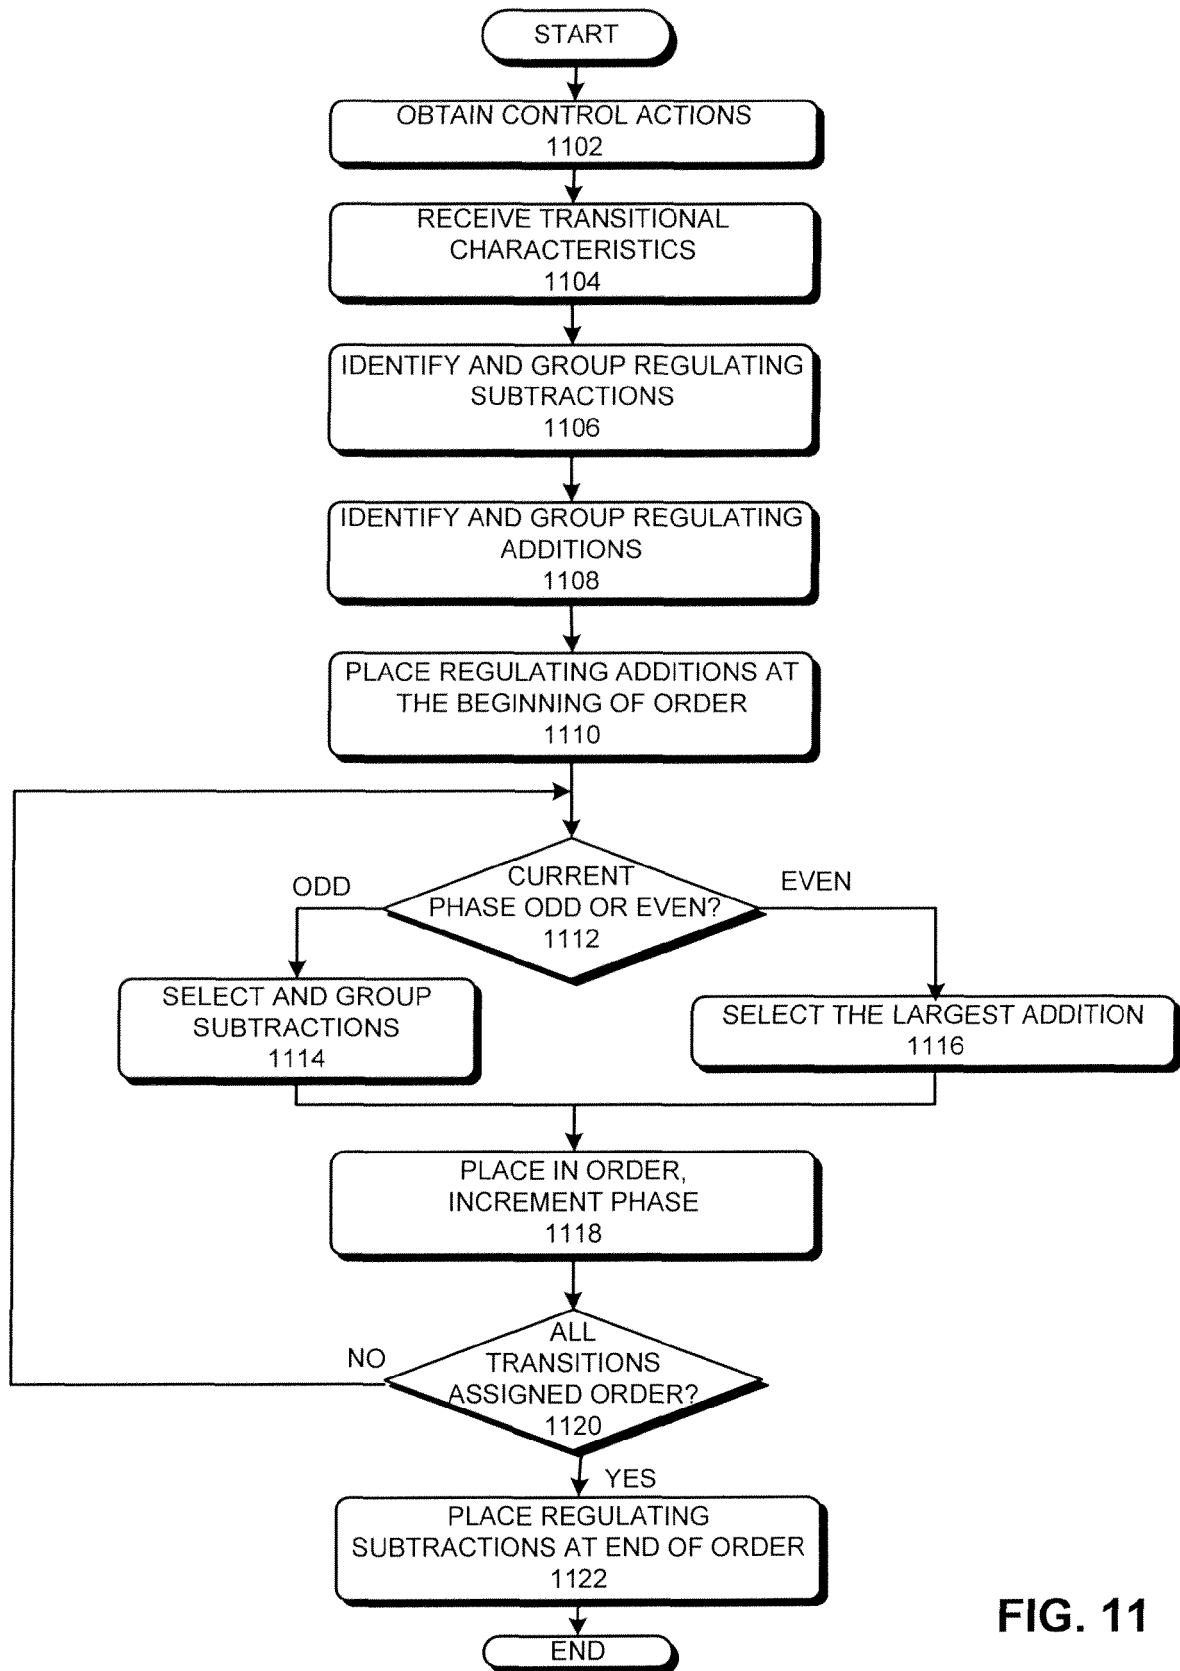 START
OBTAIN CONTROL ACTIONS
1102
RECEIVE TRANSITIONAL
CHARACTERISTICS
1104
IDENTIFY AND GROUP REGULATING
SUBTRACTIONS
1106
IDENTIFY AND GROUP REGULATING
ADDITIONS
1108
PLACE REGULATING ADDITIONS AT
THE BEGINNING OF ORDER
1110
CURRENT
PHASE ODD OR EVEN?
1112
ODD
EVEN
SELECT AND GROUP
SUBTRACTIONS
1114
SELECT THE LARGEST ADDITION
1116
PLACE IN ORDER,
INCREMENT PHASE
1118
ALL
TRANSITIONS
ASSIGNED ORDER?
1120
NO
YES
PLACE REGULATING
SUBTRACTIONS AT END OF ORDER
1122
END
FIG. 11